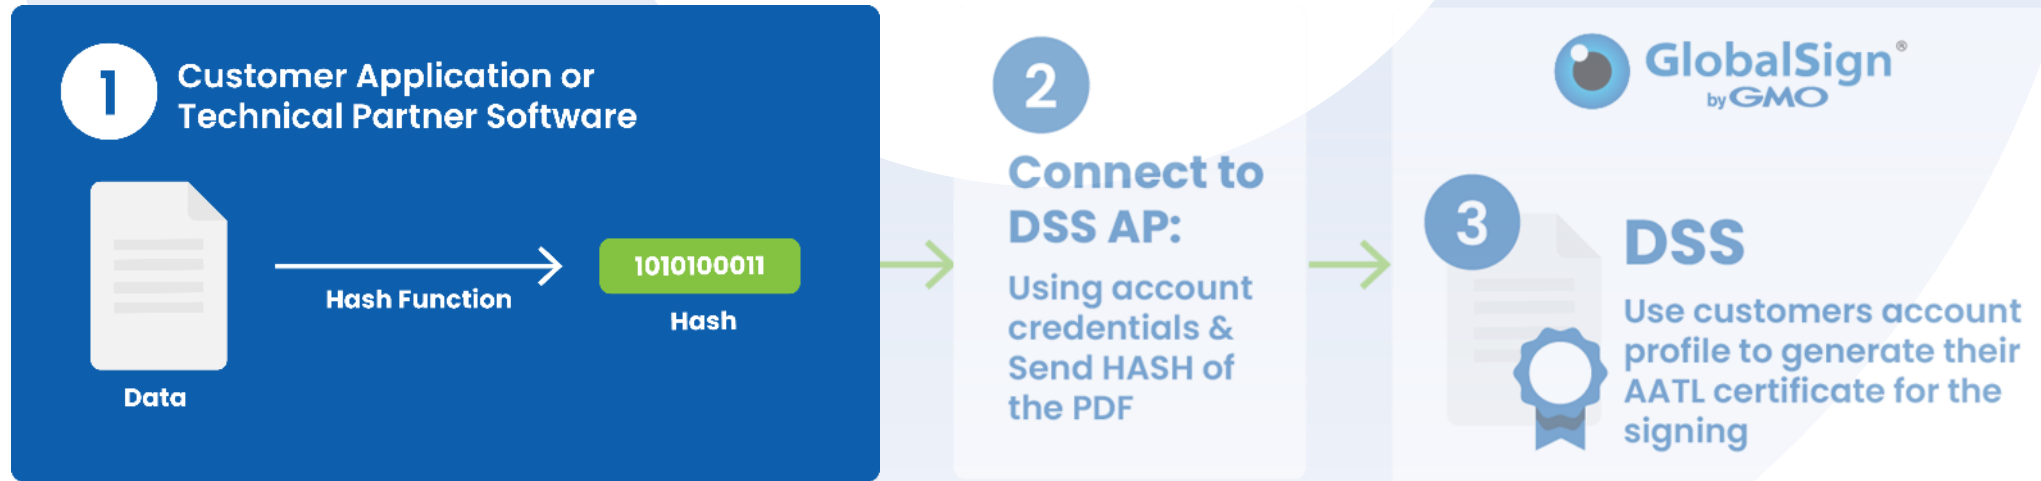 1
Customer Application or
Technical Partner Software
Data
Hash Function
1010100011
Hash
2
Connect to
DSS AP:
Using account
credentials &
Send HASH of
the PDF
GlobalSign®
by GMO
3
DSS
Use customers account
profile to generate their
AATL certificate for the
signing